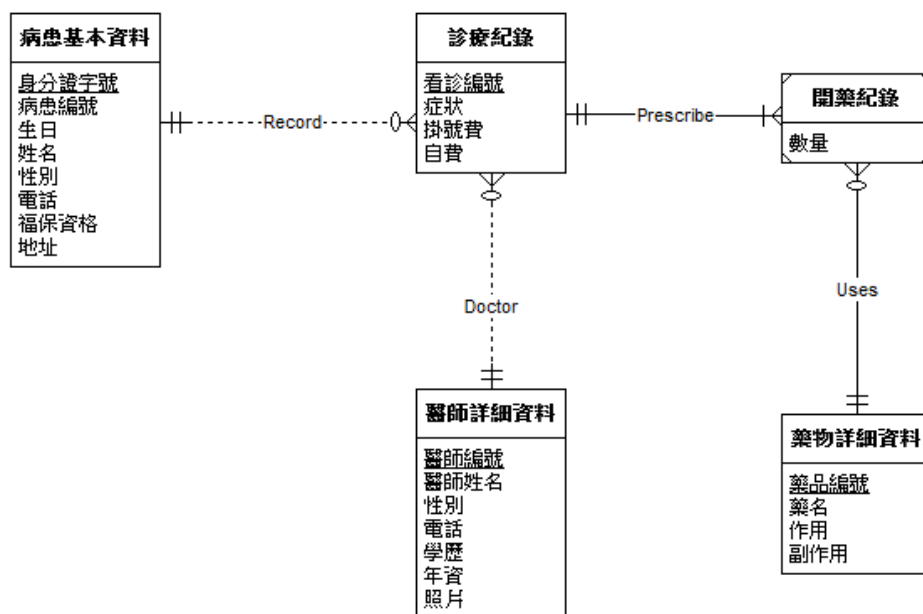 病患基本資料
身分證字號
病患編號
生日
姓名
性別
電話
福保資格
地址
Record
診療紀錄
看診編號
症狀
掛號費
自費
Prescribe
開藥紀錄
數量
Doctor
Uses
醫師詳細資料
醫師編號
醫師姓名
性別
電話
學歷
年資
照片
藥物詳細資料
藥品編號
藥名
作用
副作用